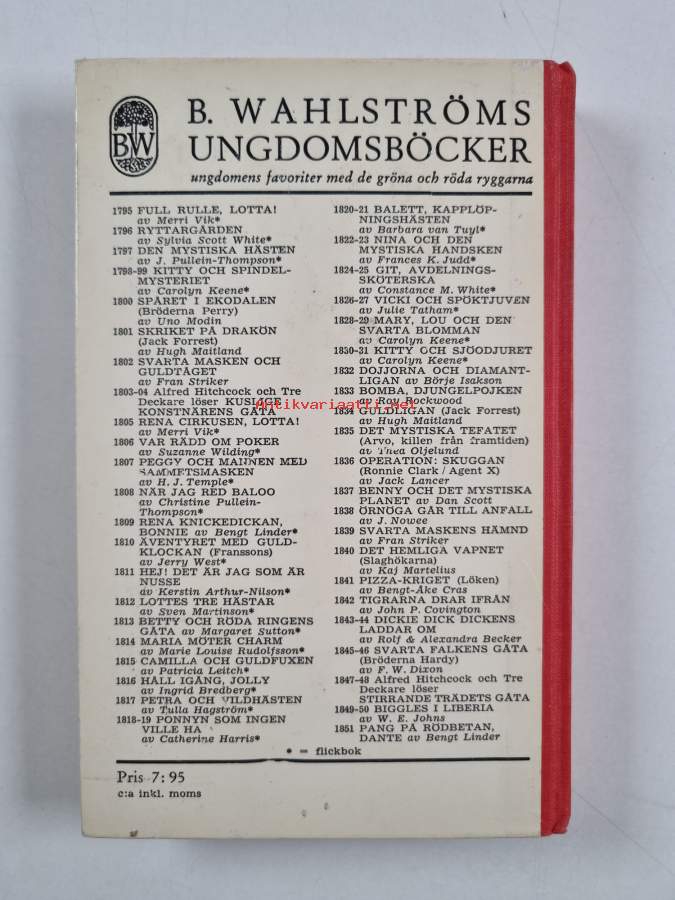 BW
B. WAHLSTRÖMS
UNGDOMSBÖCKER
ungdomens favoriter med de gröna och röda ryggarna
1795 FULL RULLE, LOTTA!
av Merri Vik*
1796 RYTTARGÅRDEN
av Sylvia Scott White*
1797 DEN MYSTISKA HÄSTEN
av J. Pullein-Thompson*
1798-99 KITTY OCH SPINDEL-
MYSTERIET
av Carolyn Keene*
1800 SPÅRET I EKODALEN
(Bröderna Perry)
av Uno Modin
1801 SKRIKET PÅ DRAKÖN
(Jack Forrest)
av Hugh Maitland
1802 SVARTA MASKEN OCH
GULDTÅGET
av Fran Striker
1803-04 Alfred Hitchcock och Tre
Deckare löser KUSLIGE
KONSTNÄRENS GÅTA
1805 RENA CIRKUSEN, LOTTA!
av Merri Vik*
1806 VAR RÄDD OM POKER
av Suzanne Wilding*
1807 PEGGY OCH MANNEN MED
SAMMETSMASKEN
av H. J. Temple*
1808 NÄR JAG RED BALOO
av Christine Pullein-
Thompson*
1809 RENA KNICKEDICKAN,
BONNIE av Bengt Linder*
1810 ÄVENTYRET MED GULD-
KLOCKAN (Franssons)
av Jerry West*
1811 HEJ! DET ÄR JAG SOM ÄR
NUSSE
av Kerstin Arthur-Nilson*
1812 LOTTES TRE HÄSTAR
av Sven Martinson*
1813 BETTY OCH RÖDA RINGENS
GÅTA av Margaret Sutton*
1814 MARIA MÖTER CHARM
av Marie Louise Rudolfsson*
1815 CAMILLA OCH GULDFUXEN
av Patricia Leitch*
1816 HÅLL IGÅNG, JOLLY
av Ingrid Bredberg*
1817 PETRA OCH VILDHÄSTEN
av Tulla Hagström*
1818-19 PONNYN SOM INGEN
VILLE HA
av Catherine Harris*
1820-21 BALETT, KAPPLÖP-
NINGSHÄSTEN
av Barbara van Tuyl*
1822-23 NINA OCH DEN
MYSTISKA HANDSKEN
av Frances K. Judd*
1824-25 GIT, AVDELNINGS-
SKÖTERSKA
av Constance M. White*
1826-27 VICKI OCH SPÖKTJUVEN
av Julie Tatham*
1828-29 MARY, LOU OCH DEN
SVARTA BLOMMAN
av Carolyn Keene*
1830-31 KITTY OCH SJÖODJURET
av Carolyn Keene*
1832 DOJJORNA OCH DIAMANT-
LIGAN av Börje Isakson
1833 BOMBA, DJUNGELPOJKEN
av Roy Rockwood
1834 GULDLIGAN (Jack Forrest)
av Hugh Maitland
1835 DET MYSTISKA TEFATET
(Arvo, killen från framtiden)
av Thea Oljelund
1836 OPERATION: SKUGGAN
(Ronnie Clark / Agent X)
av Jack Lancer
1837 BENNY OCH DET MYSTISKA
PLANET av Dan Scott
1838 ÖRNÖGA GÅR TILL ANFALL
av J. Nowee
1839 SVARTA MASKENS HÄMND
av Fran Striker
1840 DET HEMLIGA VAPNET
(Slaghökarna)
av Kaj Martelius
1841 PIZZA-KRIGET (Löken)
av Bengt-Åke Cras
1842 TIGRARNA DRAR IFRÅN
av John P. Covington
1843-44 DICKIE DICK DICKENS
LADDAR OM
av Rolf & Alexandra Becker
1845-46 SVARTA FALKENS GÅTA
(Bröderna Hardy)
av F. W. Dixon
1847-48 Alfred Hitchcock och Tre
Deckare löser
STIRRANDE TRÄDETS GÅTA
1849-50 BIGGLES I LIBERIA
av W. E. Johns
1851 PANG PÅ RÖDBETAN,
DANTE av Bengt Linder
* = flickbok
Pris 7:95
c:a inkl. moms
Antikvariaatti.net